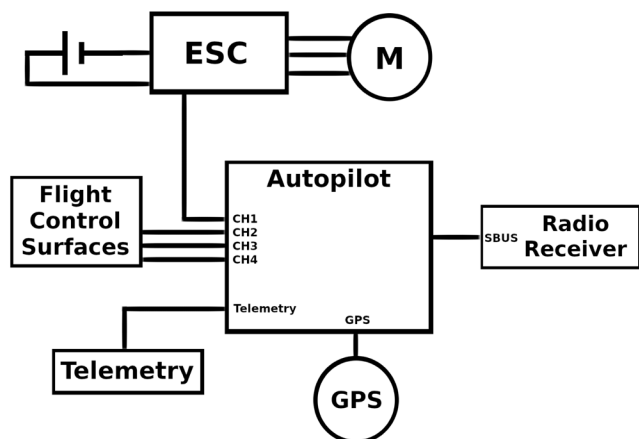 ESC
M
Autopilot
Flight
Control
Surfaces
CH1
CH2
CH3
CH4
SBUS
Radio
Receiver
Telemetry
GPS
Telemetry
GPS